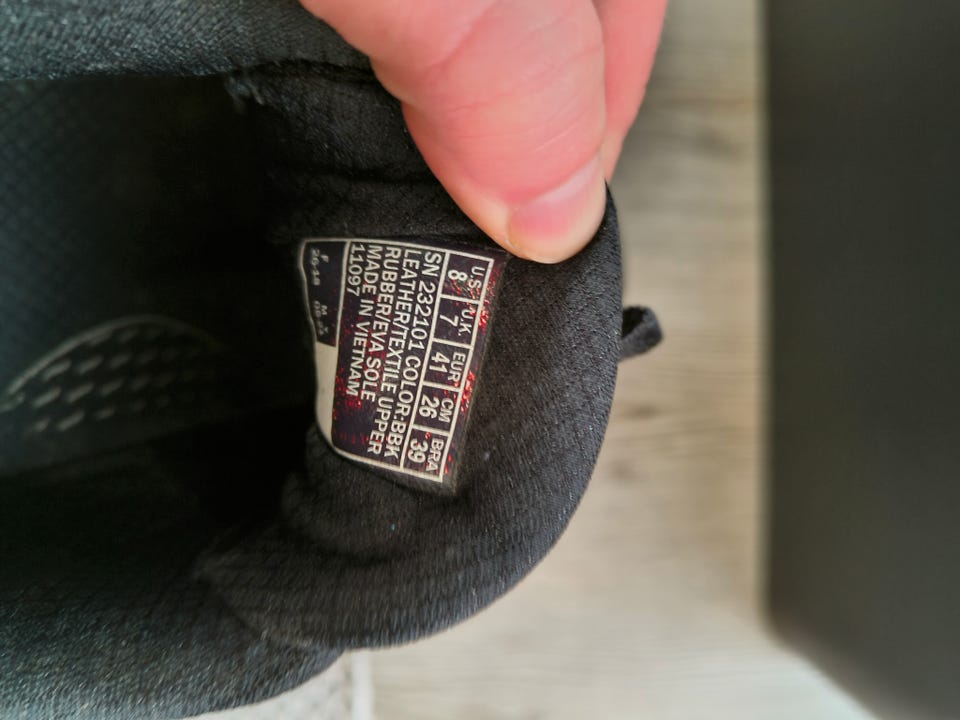 U.S. U.K. EUR CM BRA
8 7 41 26 39
SN 232101 COLOR:BBK
LEATHER/TEXTILE UPPER
RUBBER/EVA SOLE
MADE IN VIETNAM
11097